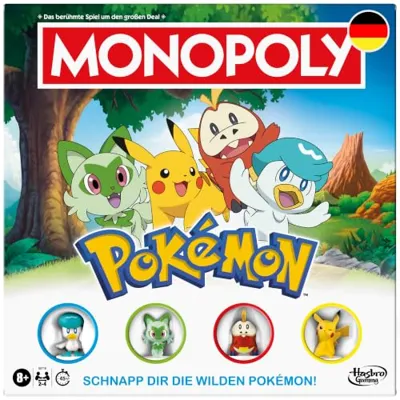 Das berühmte Spiel um den großen Deal
MONOPOLY
POKÉMON
8+
2-4
SCHNAPP DIR DIE WILDEN POKÉMON!
Hasbro
Gaming